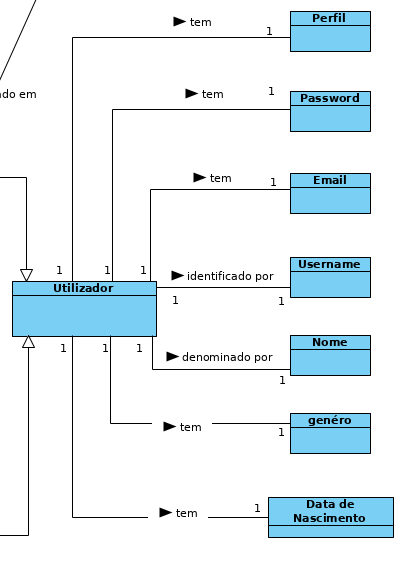 Perfil
► tem
1
1
► tem
Password
ado em
► tem
1
Email
Username
► identificado por
1
1
1
Utilizador
1
1
Nome
1
1
1
► denominado por
1
genéro
► tem
1
Data de
Nascimento
► tem
1